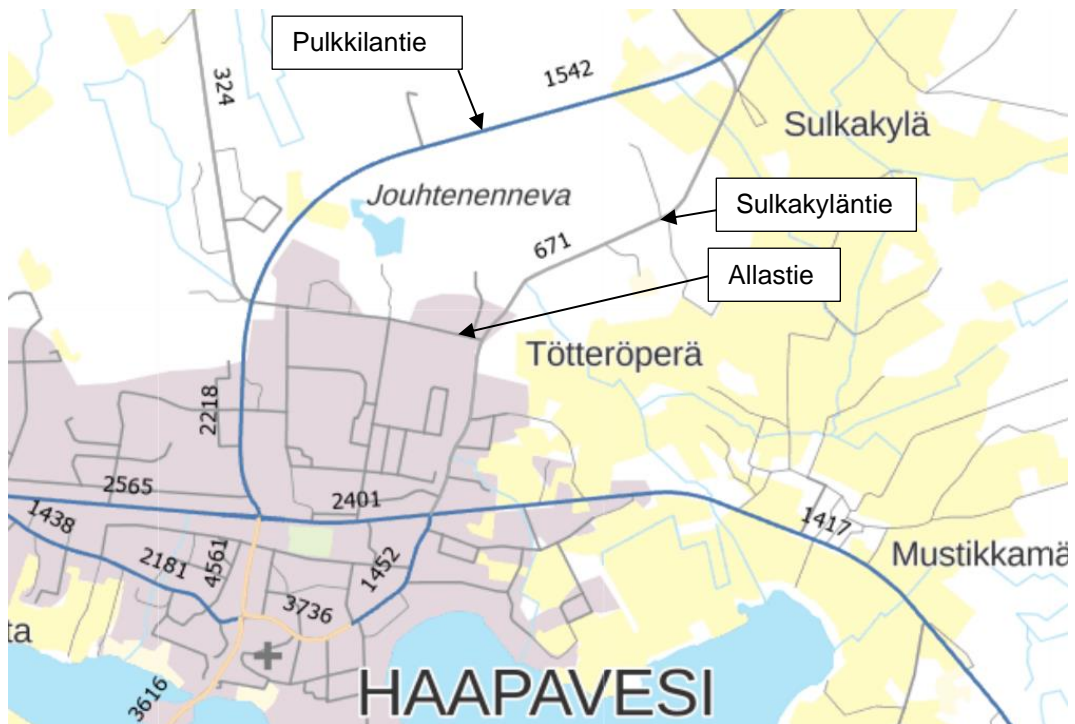 Pulkkilantie
1542
324
Sulkakylä
Jouhtenenneva
Sulkakyläntie
671
Allastie
Tötteröperä
2218
2565
2401
1438
1417
2181
4561
1452
Mustikkamä
3736
ta
HAAPAVESI
3616